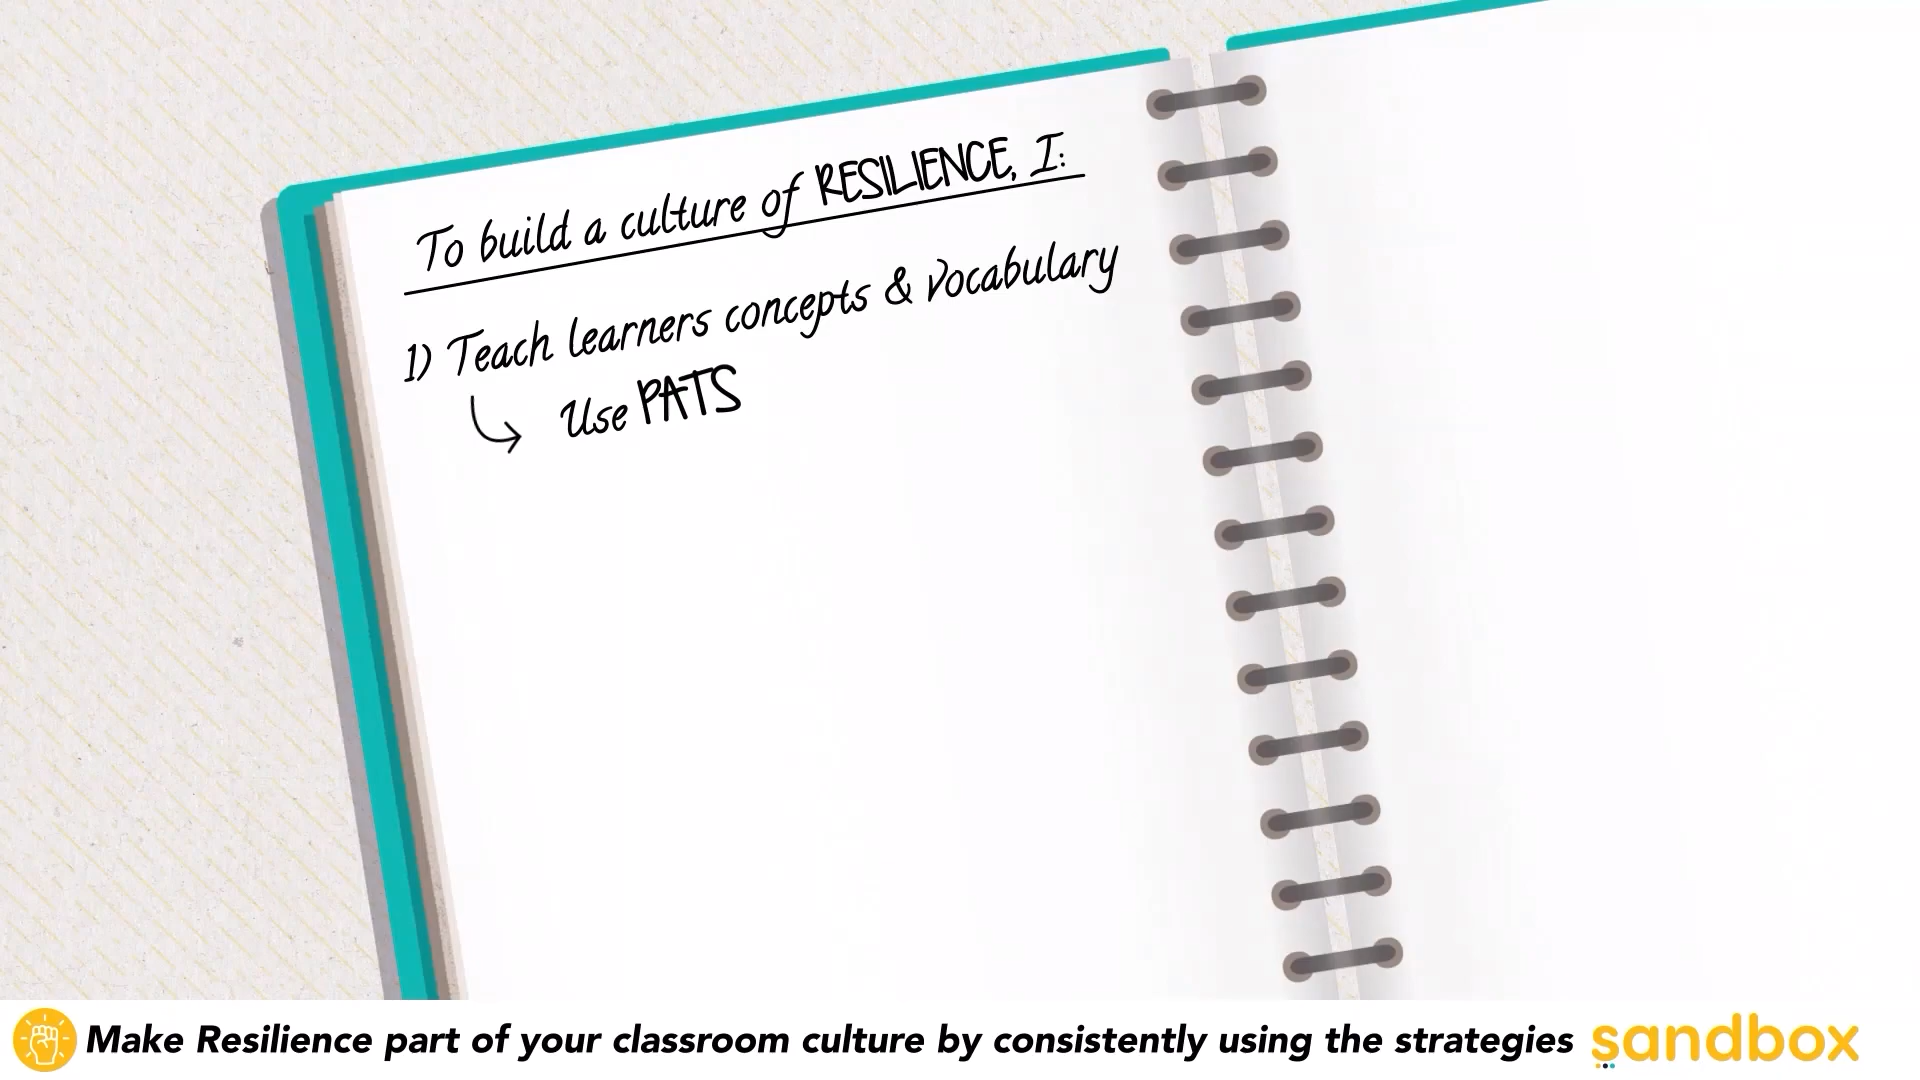 To build a culture of RESILIENCE, I:
1) Teach learners concepts & vocabulary
Use PATS
Make Resilience part of your classroom culture by consistently using the strategies
sandbox